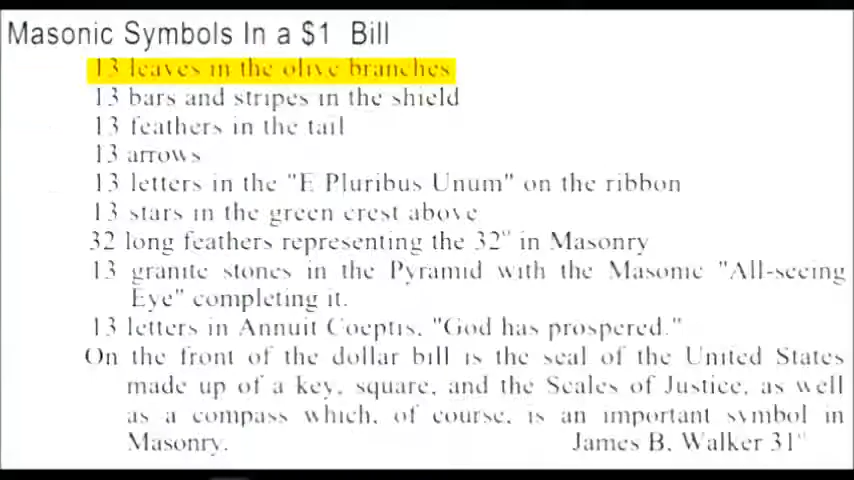 Masonic Symbols In a $1 Bill
13 leaves in the olive branches
13 bars and stripes in the shield
13 feathers in the tail
13 arrows
13 letters in the "E Pluribus Unum" on the ribbon
13 stars in the green crest above
32 long feathers representing the 32° in Masonry
13 granite stones in the Pyramid with the Masonic "All-seeing
Eye" completing it.
13 letters in Annuit Coeptis, "God has prospered."
On the front of the dollar bill is the seal of the United States
made up of a key, square, and the Scales of Justice, as well
as a compass which, of course, is an important symbol in
Masonry. James B. Walker 31°